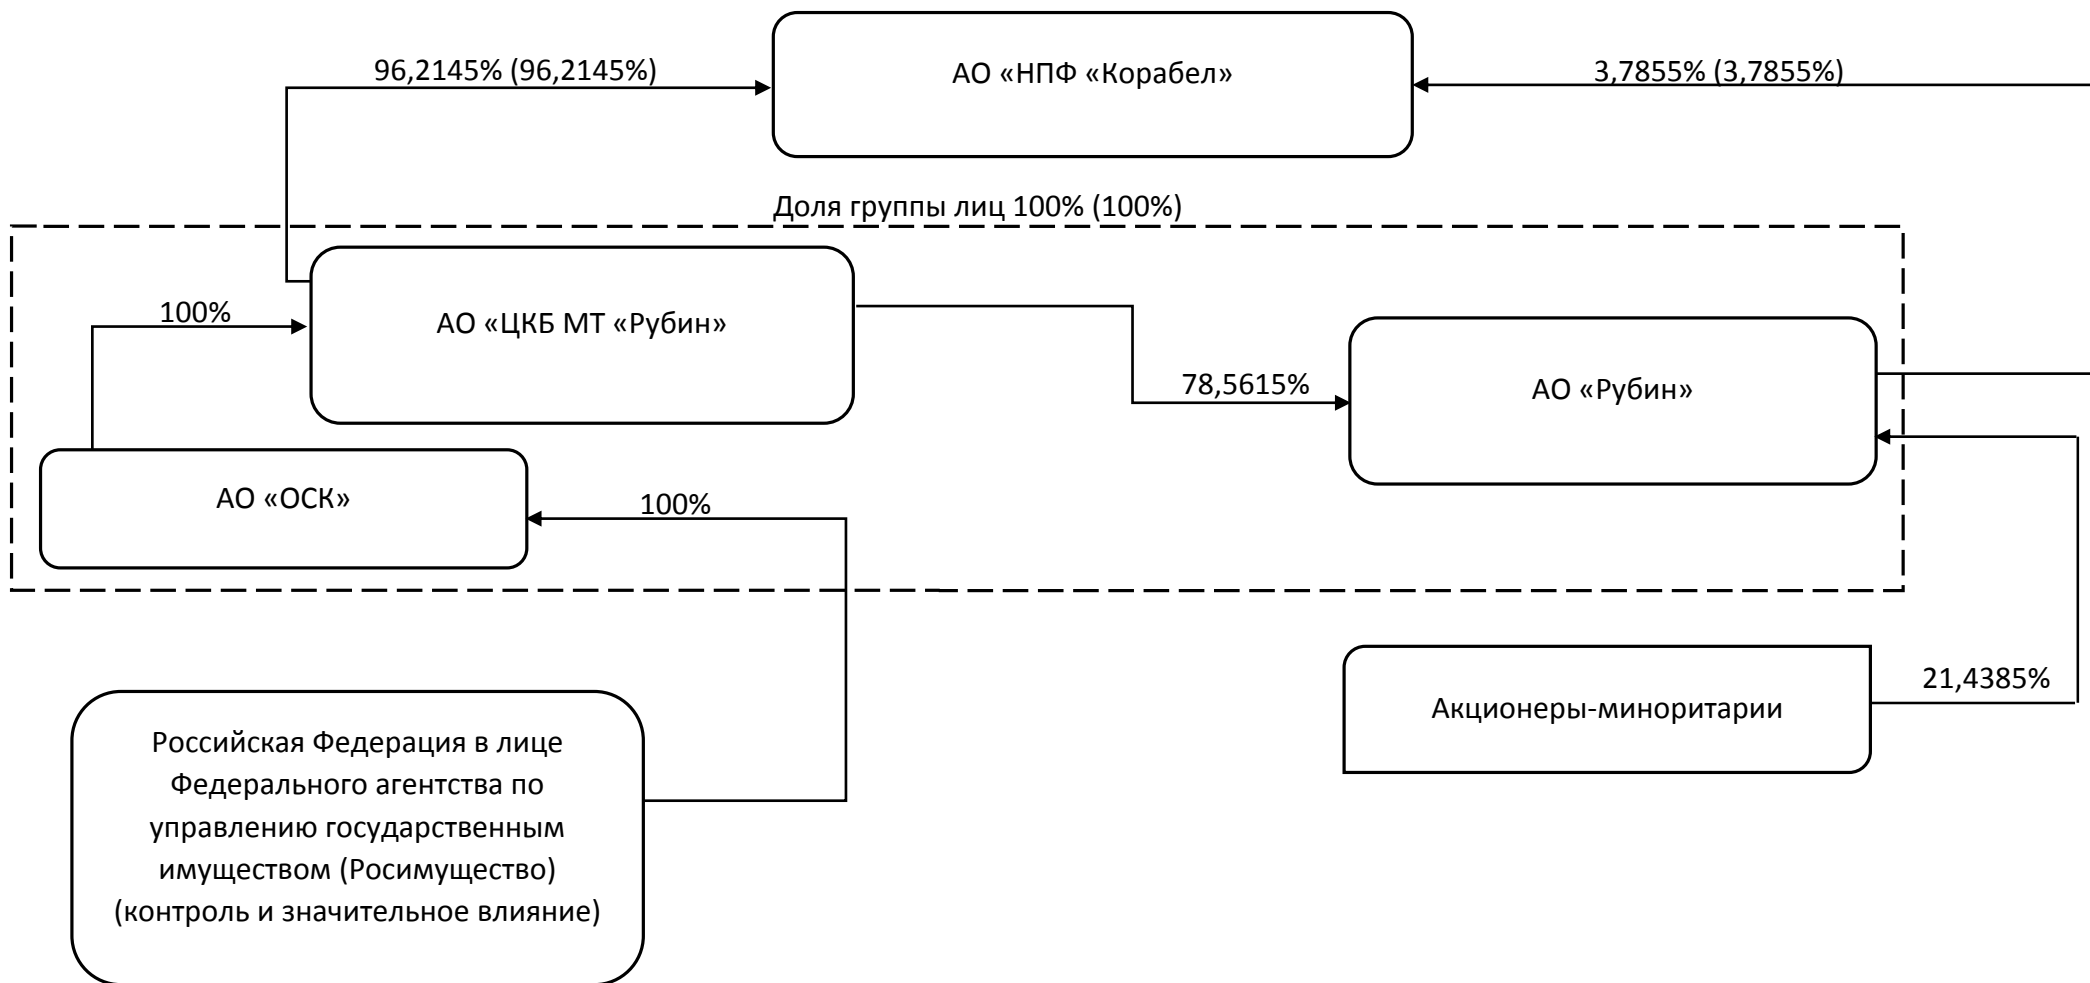 АО «НПФ «Корабел»
96,2145% (96,2145%)
3,7855% (3,7855%)
Доля группы лиц 100% (100%)
100%
АО «ЦКБ МТ «Рубин»
78,5615%
АО «Рубин»
АО «ОСК»
100%
Акционеры-миноритарии
21,4385%
Российская Федерация в лице
Федерального агентства по
управлению государственным
имуществом (Росимущество)
(контроль и значительное влияние)